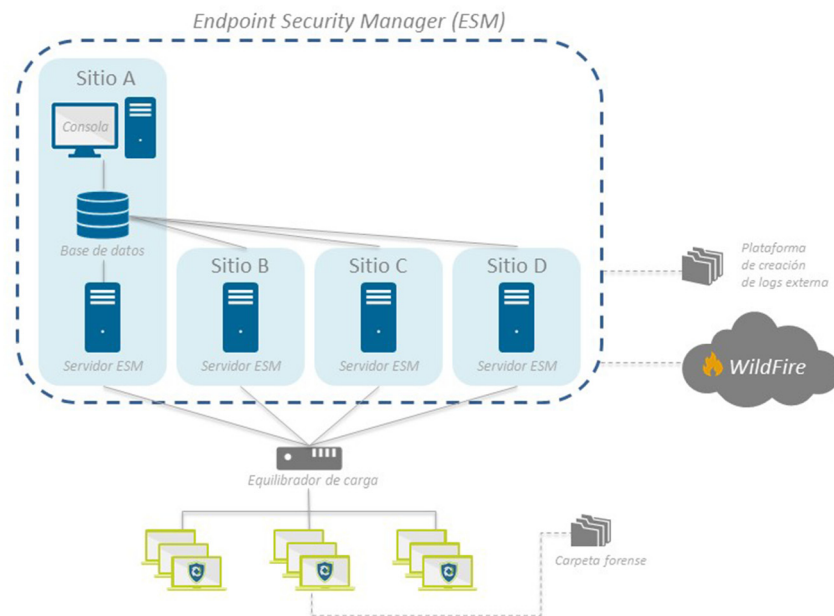 Endpoint Security Manager (ESM)
Sitio A
Consola
Base de datos
Servidor ESM
Sitio B
Servidor ESM
Sitio C
Servidor ESM
Sitio D
Servidor ESM
Plataforma
de creación
de logs externa
WildFire
Equilibrador de carga
Carpeta forense